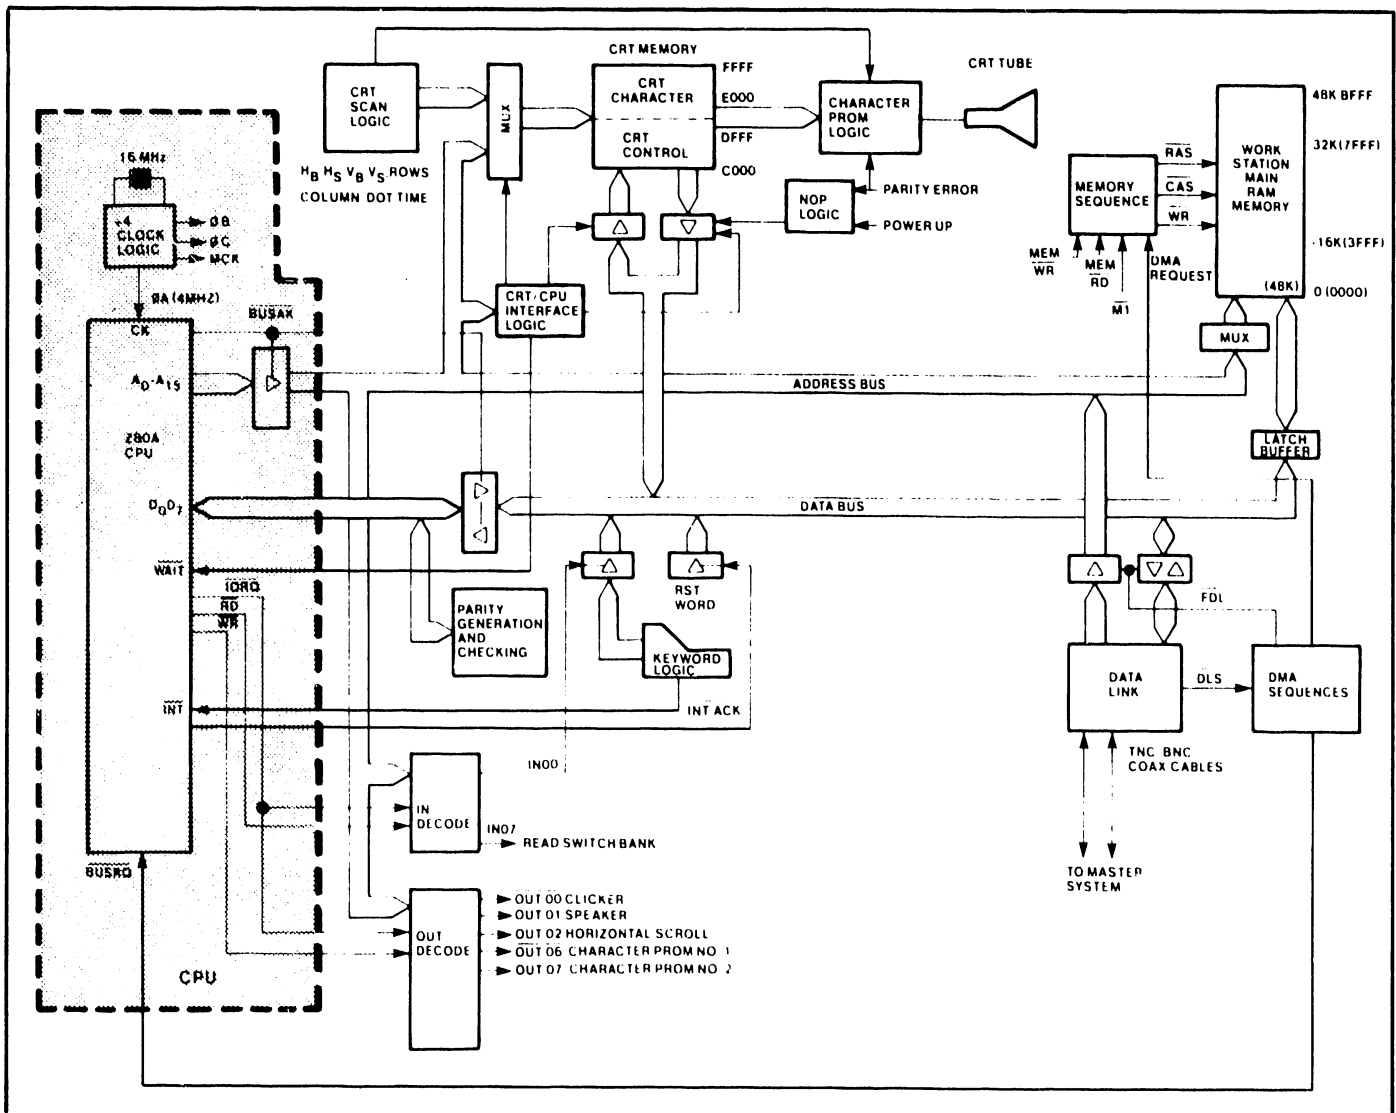 CRT MEMORY
CRT TUBE
CRT
SCAN
LOGIC
MUX
CRT
CHARACTER
CRT
CONTROL
FFFF
E000
DFFF
C000
CHARACTER
PROM
LOGIC
48K BFFF
32K (7FFF)
-16K (3FFF)
0 (0000)
WORK
STATION
MAIN
RAM
MEMORY
(48K)
RAS
CAS
WR
MEMORY
SEQUENCE
MEM
WR
MEM
RD
M1
DMA
REQUEST
HB HS VB VS ROWS
COLUMN DOT TIME
NOP
LOGIC
PARITY ERROR
POWER UP
16 MHz
÷4
CLOCK
LOGIC
ØB
ØC
MCK
ØA (4MHZ)
BUSAK
CK
A0-A15
Z80A
CPU
D0D7
WAIT
IORQ
RD
WR
INT
BUSRQ
CPU
CRT/CPU
INTERFACE
LOGIC
MUX
ADDRESS BUS
LATCH
BUFFER
DATA BUS
PARITY
GENERATION
AND
CHECKING
RST
WORD
KEYWORD
LOGIC
INT ACK
FDL
DATA
LINK
DLS
DMA
SEQUENCES
TNC BNC
COAX CABLES
TO MASTER
SYSTEM
IN00
IN
DECODE
IN07
READ SWITCH BANK
OUT
DECODE
OUT 00 CLICKER
OUT 01 SPEAKER
OUT 02 HORIZONTAL SCROLL
OUT 06 CHARACTER PROM NO. 1
OUT 07 CHARACTER PROM NO. 2